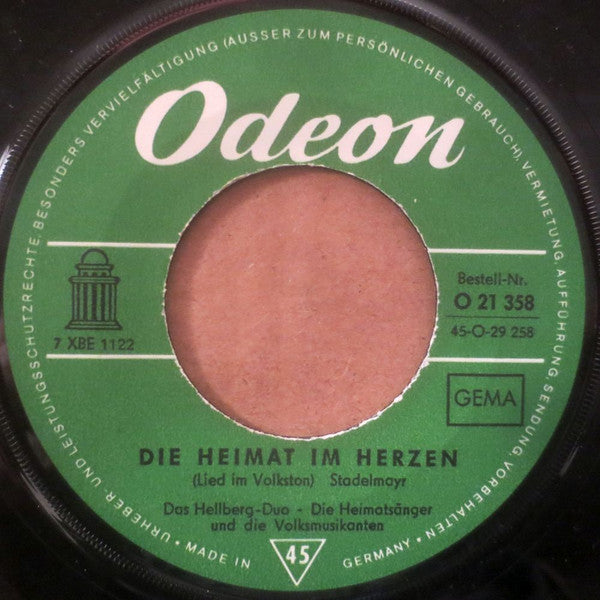 URHEBER UND LEISTUNGSSCHUTZRECHTE, BESONDERS VERVIELFÄLTIGUNG (AUSSER ZUM PERSÖNLICHEN GEBRAUCH), VERMIETUNG, AUFFÜHRUNG, SENDUNG, VORBEHALTEN
Odeon
7 XBE 1122
Bestell-Nr.
O 21 358
45-O-29 258
GEMA
DIE HEIMAT IM HERZEN
(Lied im Volkston) Stadelmayr
Das Hellberg-Duo - Die Heimatsänger
und die Volksmusikanten
• MADE IN
45
GERMANY •